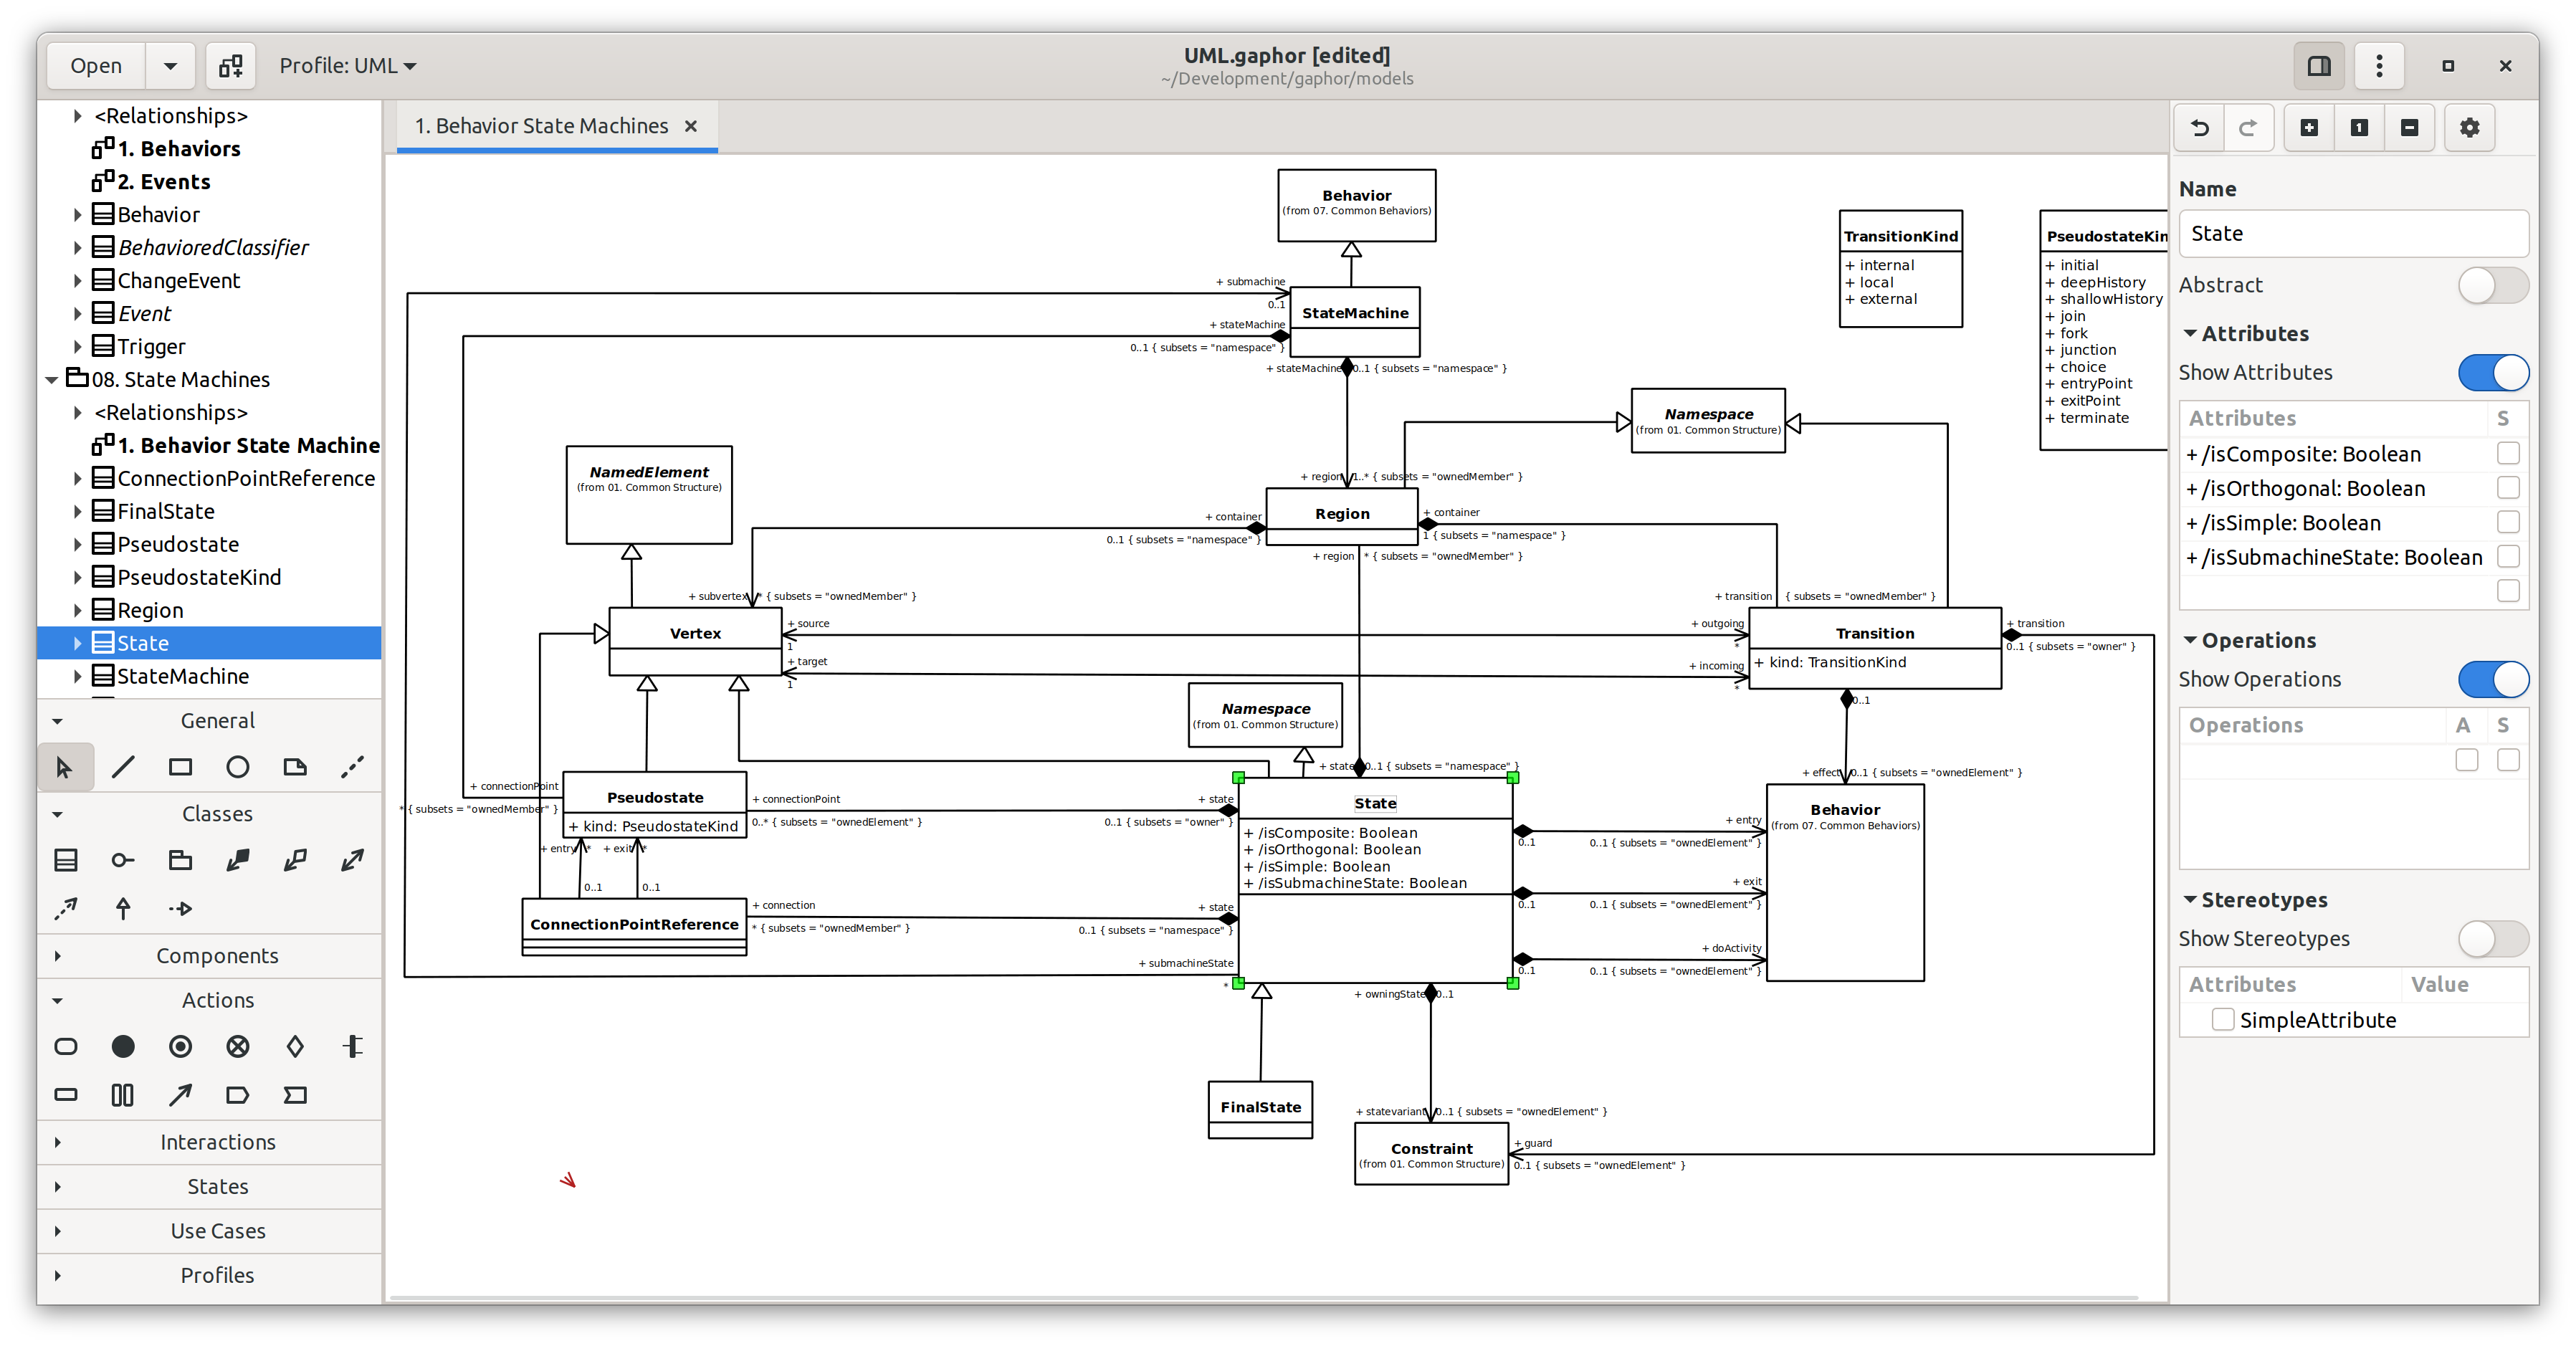 Open
Profile: UML
UML.gaphor [edited]
~/Development/gaphor/models
<Relationships>
1. Behaviors
2. Events
Behavior
BehavioredClassifier
ChangeEvent
Event
Trigger
08. State Machines
<Relationships>
1. Behavior State Machine
ConnectionPointReference
FinalState
Pseudostate
PseudostateKind
Region
State
StateMachine
General
Classes
Components
Actions
Interactions
States
Use Cases
Profiles
1. Behavior State Machines
Behavior
(from 07. Common Behaviors)
+ submachine
0..1
StateMachine
+ stateMachine
0..1 { subsets = "namespace" }
+ stateMachine
0..1 { subsets = "namespace" }
TransitionKind
+ internal
+ local
+ external
PseudostateKin
+ initial
+ deepHistory
+ shallowHistory
+ join
+ fork
+ junction
+ choice
+ entryPoint
+ exitPoint
+ terminate
Namespace
(from 01. Common Structure)
NamedElement
(from 01. Common Structure)
+ region
1..* { subsets = "ownedMember" }
Region
+ container
0..1 { subsets = "namespace" }
+ container
1 { subsets = "namespace" }
+ region
* { subsets = "ownedMember" }
+ subvertex
* { subsets = "ownedMember" }
+ transition
{ subsets = "ownedMember" }
Vertex
+ source
1
+ target
1
+ outgoing
*
+ incoming
*
Transition
+ kind: TransitionKind
+ transition
0..1 { subsets = "owner" }
0..1
Namespace
(from 01. Common Structure)
+ state
0..1 { subsets = "namespace" }
+ effect
0..1 { subsets = "ownedElement" }
+ connectionPoint
* { subsets = "ownedMember" }
Pseudostate
+ kind: PseudostateKind
+ connectionPoint
0..* { subsets = "ownedElement" }
+ state
0..1 { subsets = "owner" }
State
+ /isComposite: Boolean
+ /isOrthogonal: Boolean
+ /isSimple: Boolean
+ /isSubmachineState: Boolean
Behavior
(from 07. Common Behaviors)
+ entry
0..1
0..1 { subsets = "ownedElement" }
+ exit
0..1
0..1 { subsets = "ownedElement" }
+ doActivity
0..1
0..1 { subsets = "ownedElement" }
+ entry
*
+ exit
*
0..1
0..1
ConnectionPointReference
+ connection
* { subsets = "ownedMember" }
+ state
0..1 { subsets = "namespace" }
+ submachineState
*
+ owningState
0..1
FinalState
+ statevariant
0..1 { subsets = "ownedElement" }
Constraint
(from 01. Common Structure)
+ guard
0..1 { subsets = "ownedElement" }
Name
State
Abstract
Attributes
Show Attributes
Attributes S
+ /isComposite: Boolean
+ /isOrthogonal: Boolean
+ /isSimple: Boolean
+ /isSubmachineState: Boolean
Operations
Show Operations
Operations A S
Stereotypes
Show Stereotypes
Attributes Value
SimpleAttribute